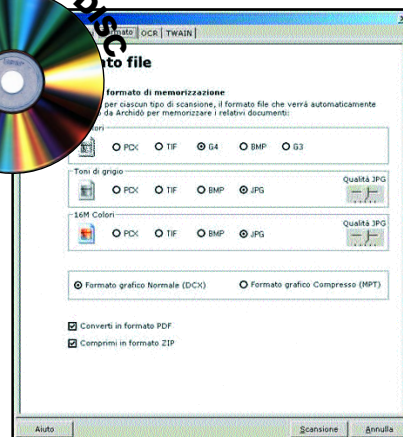 DISC
OCR TWAIN
file
formato di memorizzazione
per ciascun tipo di scansione, il formato file che verrà automaticamente
da Archidò per memorizzare i relativi documenti:
PCX TIF G4 BMP G3
Toni di grigio
Qualità JPG
PCX TIF BMP JPG
16M Colori
Qualità JPG
PCX TIF BMP JPG
Formato grafico Normale (DCX) Formato grafico Compresso (MPT)
Converti in formato PDF
Comprimi in formato ZIP
Aiuto Scansione Annulla